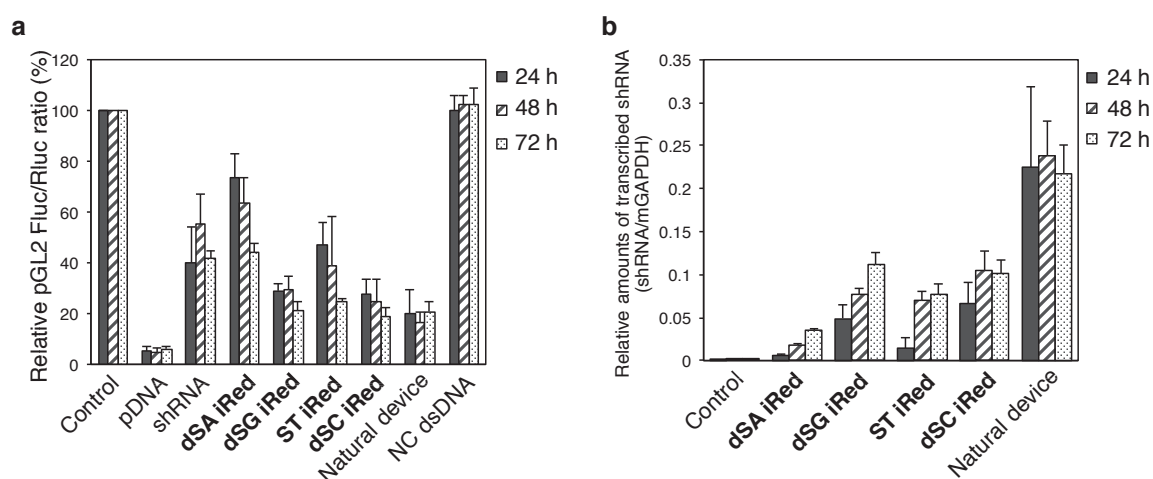 a
Relative pGL2 Fluc/Rluc ratio (%)
120
100
80
60
40
20
0
Control
pDNA
shRNA
dSA iRed
dSG iRed
ST iRed
dSC iRed
Natural device
NC dsDNA
24 h
48 h
72 h
b
Relative amounts of transcribed shRNA
(shRNA/mGAPDH)
0.35
0.3
0.25
0.2
0.15
0.1
0.05
0
Control
dSA iRed
dSG iRed
ST iRed
dSC iRed
Natural device
24 h
48 h
72 h